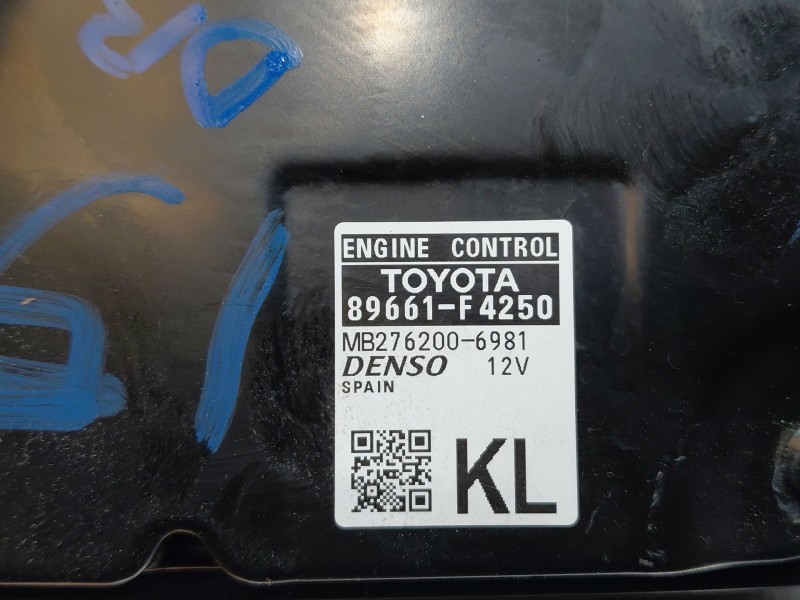 ENGINE CONTROL
TOYOTA
89661-F4250
MB276200-6981
DENSO 12V
SPAIN
KL